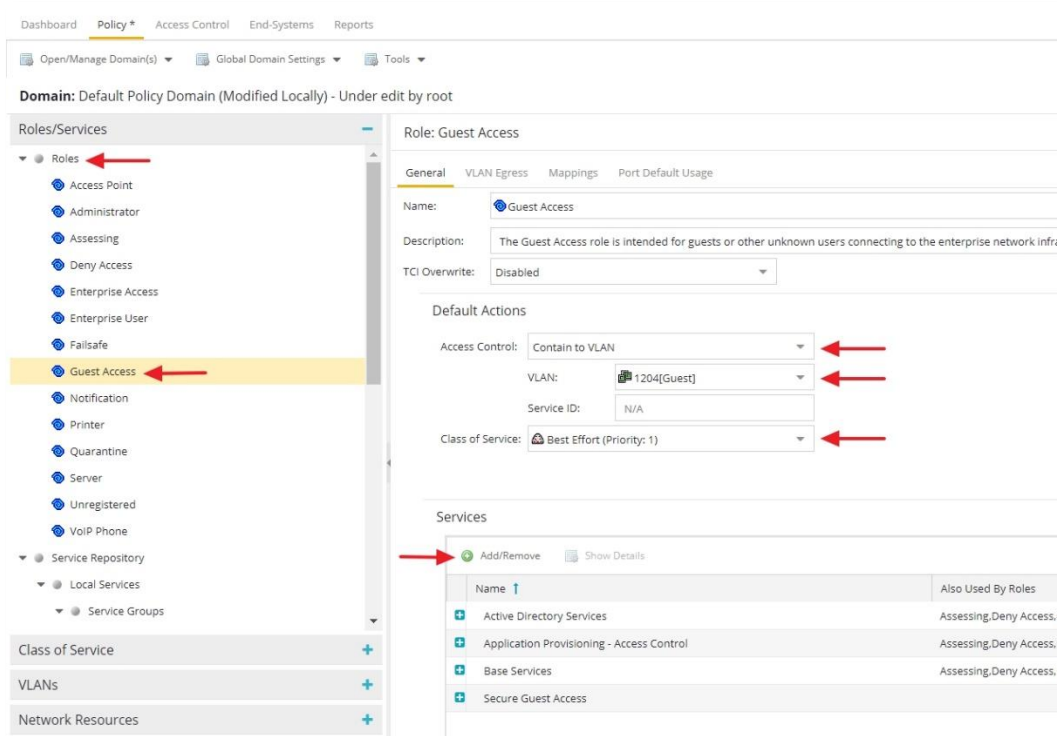 Dashboard Policy * Access Control End-Systems Reports
Open/Manage Domain(s) Global Domain Settings Tools
Domain: Default Policy Domain (Modified Locally) - Under edit by root
Roles/Services
Roles
Access Point
Administrator
Assessing
Deny Access
Enterprise Access
Enterprise User
Failsafe
Guest Access
Notification
Printer
Quarantine
Server
Unregistered
VoIP Phone
Service Repository
Local Services
Service Groups
Class of Service
VLANs
Network Resources
Role: Guest Access
General VLAN Egress Mappings Port Default Usage
Name: Guest Access
Description: The Guest Access role is intended for guests or other unknown users connecting to the enterprise network infra
TCI Overwrite: Disabled
Default Actions
Access Control: Contain to VLAN
VLAN: 1204[Guest]
Service ID: N/A
Class of Service: Best Effort (Priority: 1)
Services
Add/Remove Show Details
Name Also Used By Roles
Active Directory Services Assessing,Deny Access,
Application Provisioning - Access Control Assessing,Deny Access,
Base Services Assessing,Deny Access,
Secure Guest Access